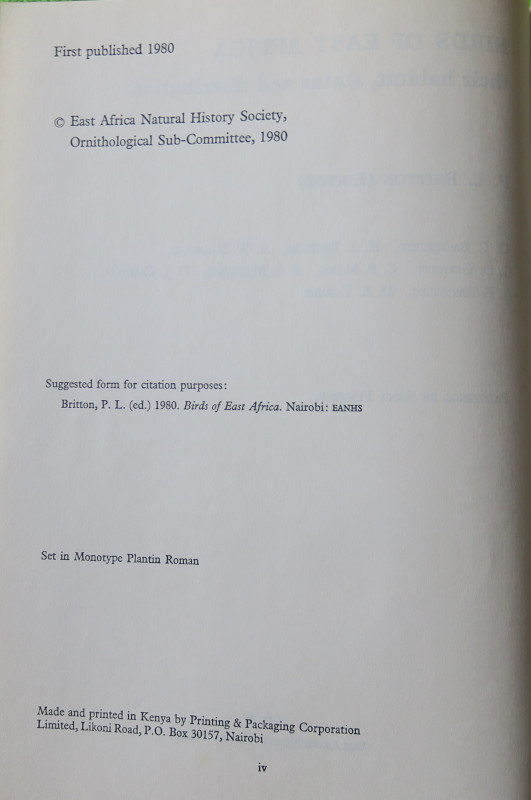 First published 1980
© East Africa Natural History Society,
Ornithological Sub-Committee, 1980
Suggested form for citation purposes:
Britton, P. L. (ed.) 1980. Birds of East Africa. Nairobi: EANHS
Set in Monotype Plantin Roman
Made and printed in Kenya by Printing & Packaging Corporation
Limited, Likoni Road, P.O. Box 30157, Nairobi
iv